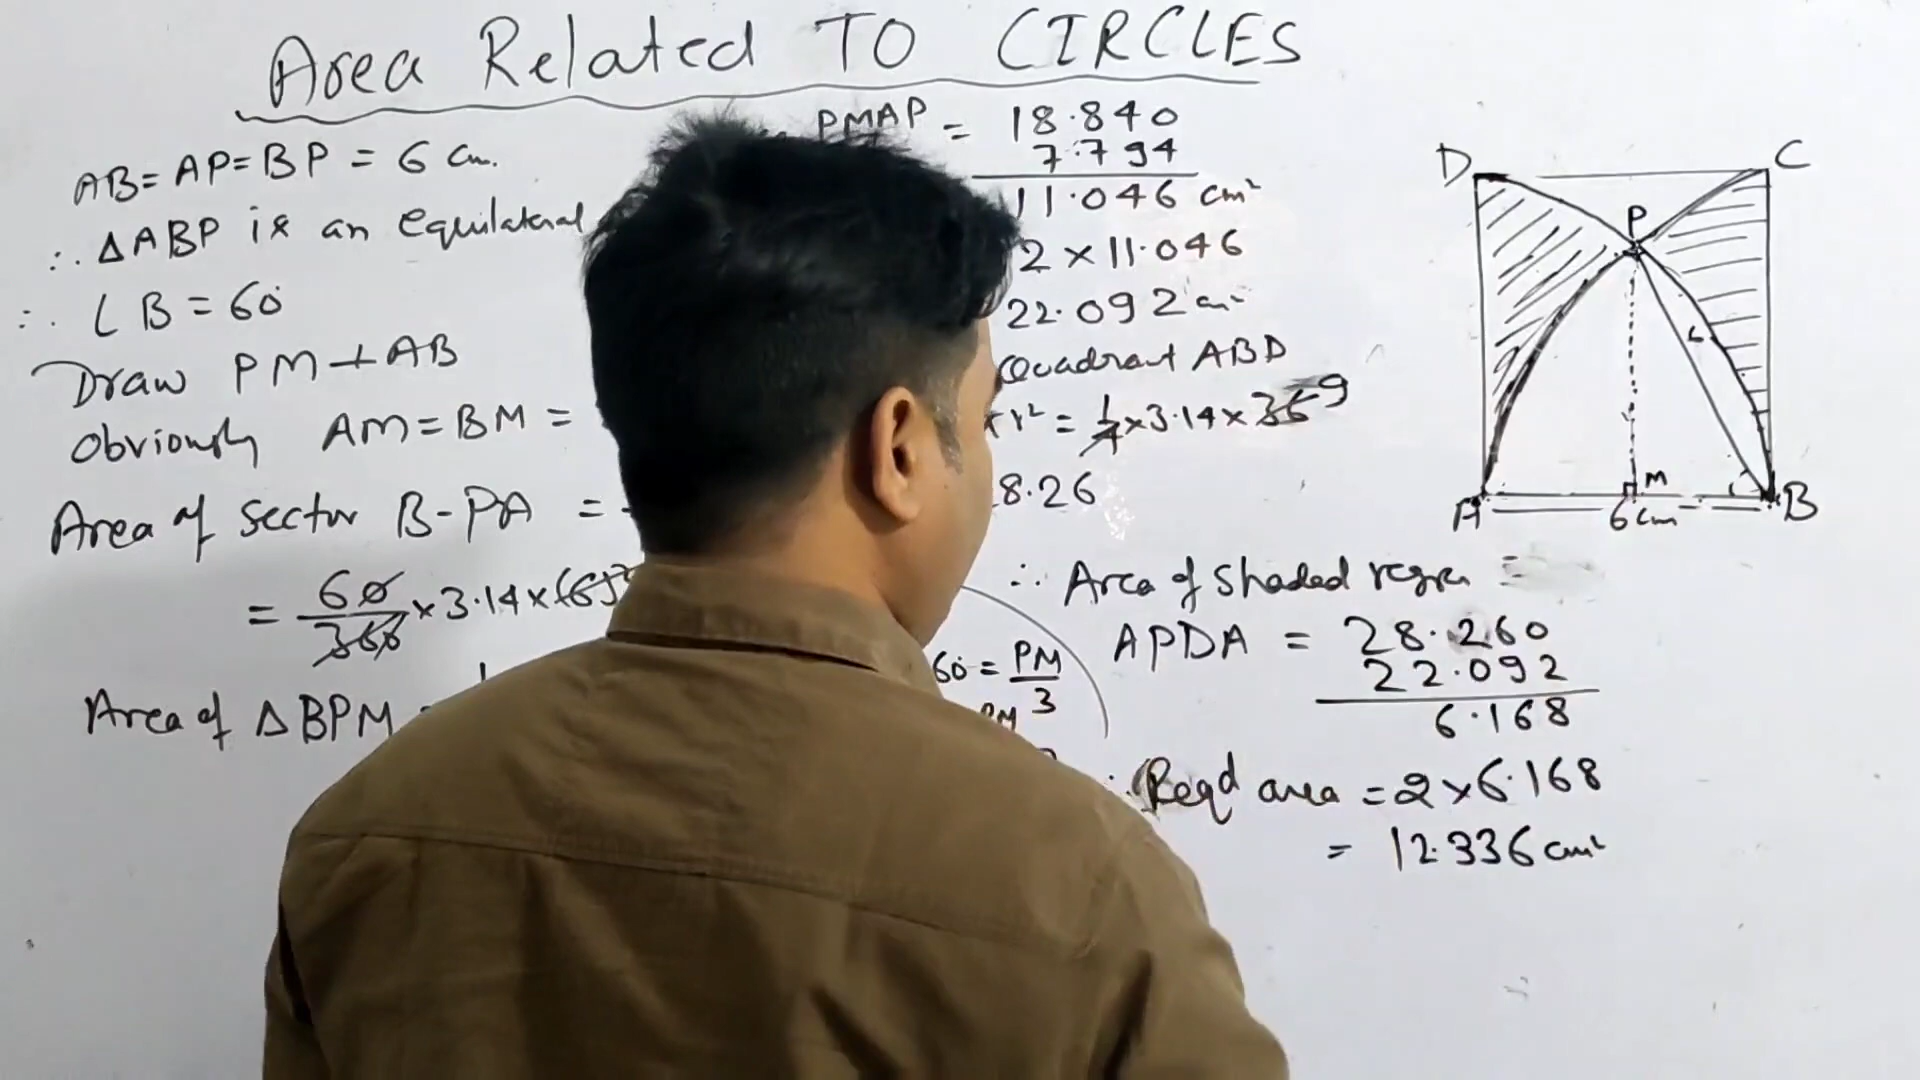 Area Related TO CIRCLES
AB = AP = BP = 6 cm.
∴ ΔABP is an equilateral
∴ ∠B = 60°
Draw PM ⊥ AB
Obviously AM = BM =
Area of sector B-PA =
= 60/360 × 3.14 × (6)²
Area of ΔBPM
PMAP = 18.840
7.794
11.046 cm²
2 × 11.046
22.092 cm²
Quadrant ABD
r² = 1/4 × 3.14 × 36 9
8.26
60° = PM/3
PM
∴ Area of shaded region =
APDA = 28.260
22.092
6.168
Reqd area = 2 × 6.168
= 12.336 cm²
D
C
P
6
M
A
6 cm
B